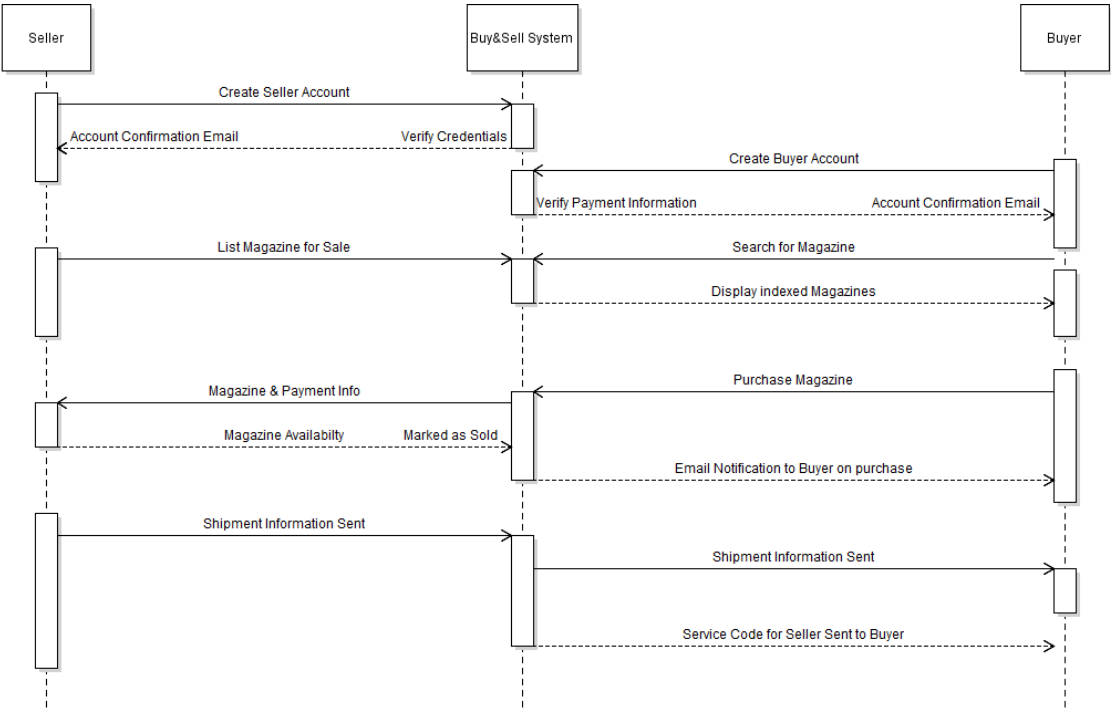 Seller
Buy&Sell System
Buyer
Create Seller Account
Account Confirmation Email
Verify Credentials
Create Buyer Account
Verify Payment Information
Account Confirmation Email
List Magazine for Sale
Search for Magazine
Display indexed Magazines
Purchase Magazine
Magazine & Payment Info
Magazine Availabilty
Marked as Sold
Email Notification to Buyer on purchase
Shipment Information Sent
Shipment Information Sent
Service Code for Seller Sent to Buyer